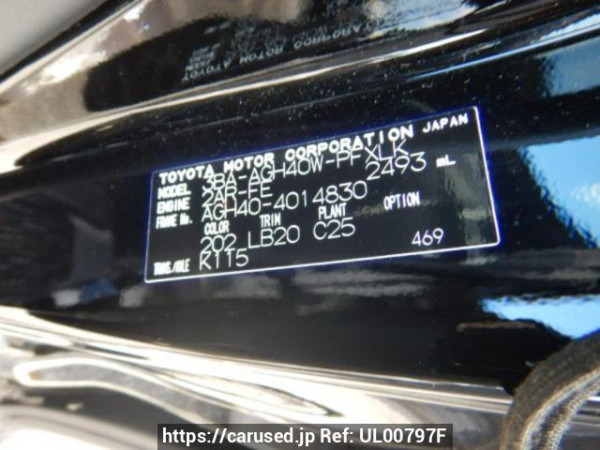 TOYOTA MOTOR CORPORATION JAPAN
MODEL 3BA-AGH40W-PFXLK
ENGINE 2AR-FE 2493 mL
FRAME No. AGH40-4014830
COLOR TRIM PLANT OPTION
202 LB20 C25
TRANS/AXLE K115 469
https://carused.jp Ref: UL00797F